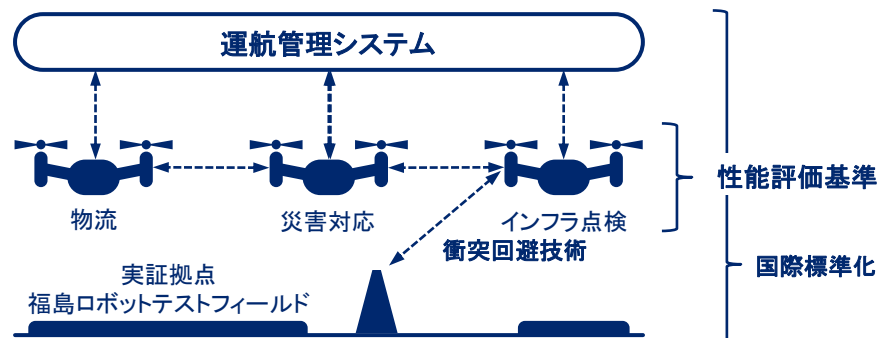 運航管理システム
物流
災害対応
インフラ点検
性能評価基準
衝突回避技術
国際標準化
実証拠点
福島ロボットテストフィールド